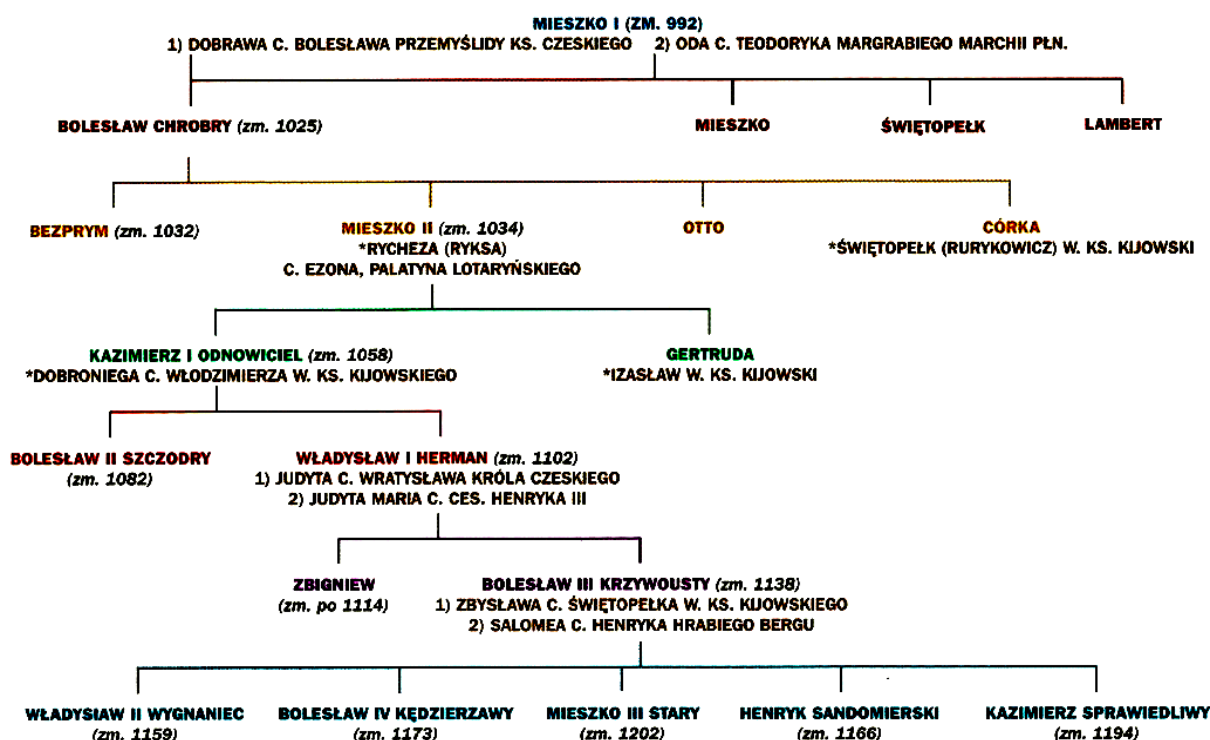 MIESZKO I (ZM. 992)
1) DOBRAWA C. BOLESŁAWA PRZEMYŚLIDY KS. CZESKIEGO 2) ODA C. TEODORYKA MARGRABIEGO MARCHII PŁN.
BOLESŁAW CHROBRY (zm. 1025) MIESZKO ŚWIĘTOPEŁK LAMBERT
BEZPRYM (zm. 1032) MIESZKO II (zm. 1034) OTTO CÓRKA
*RYCHEZA (RYKSA) *ŚWIĘTOPEŁK (RURYKOWICZ) W. KS. KIJOWSKI
C. EZONA, PALATYNA LOTARYŃSKIEGO
KAZIMIERZ I ODNOWICIEL (zm. 1058) GERTRUDA
*DOBRONIEGA C. WŁODZIMIERZA W. KS. KIJOWSKIEGO *IZASŁAW W. KS. KIJOWSKI
BOLESŁAW II SZCZODRY WŁADYSŁAW I HERMAN (zm. 1102)
(zm. 1082) 1) JUDYTA C. WRATYSŁAWA KRÓLA CZESKIEGO
2) JUDYTA MARIA C. CES. HENRYKA III
ZBIGNIEW BOLESŁAW III KRZYWOUSTY (zm. 1138)
(zm. po 1114) 1) ZBYSŁAWA C. ŚWIĘTOPEŁKA W. KS. KIJOWSKIEGO
2) SALOMEA C. HENRYKA HRABIEGO BERGU
WŁADYSIAW II WYGNANIEC BOLESŁAW IV KĘDZIERZAWY MIESZKO III STARY HENRYK SANDOMIERSKI KAZIMIERZ SPRAWIEDLIWY
(zm. 1159) (zm. 1173) (zm. 1202) (zm. 1166) (zm. 1194)